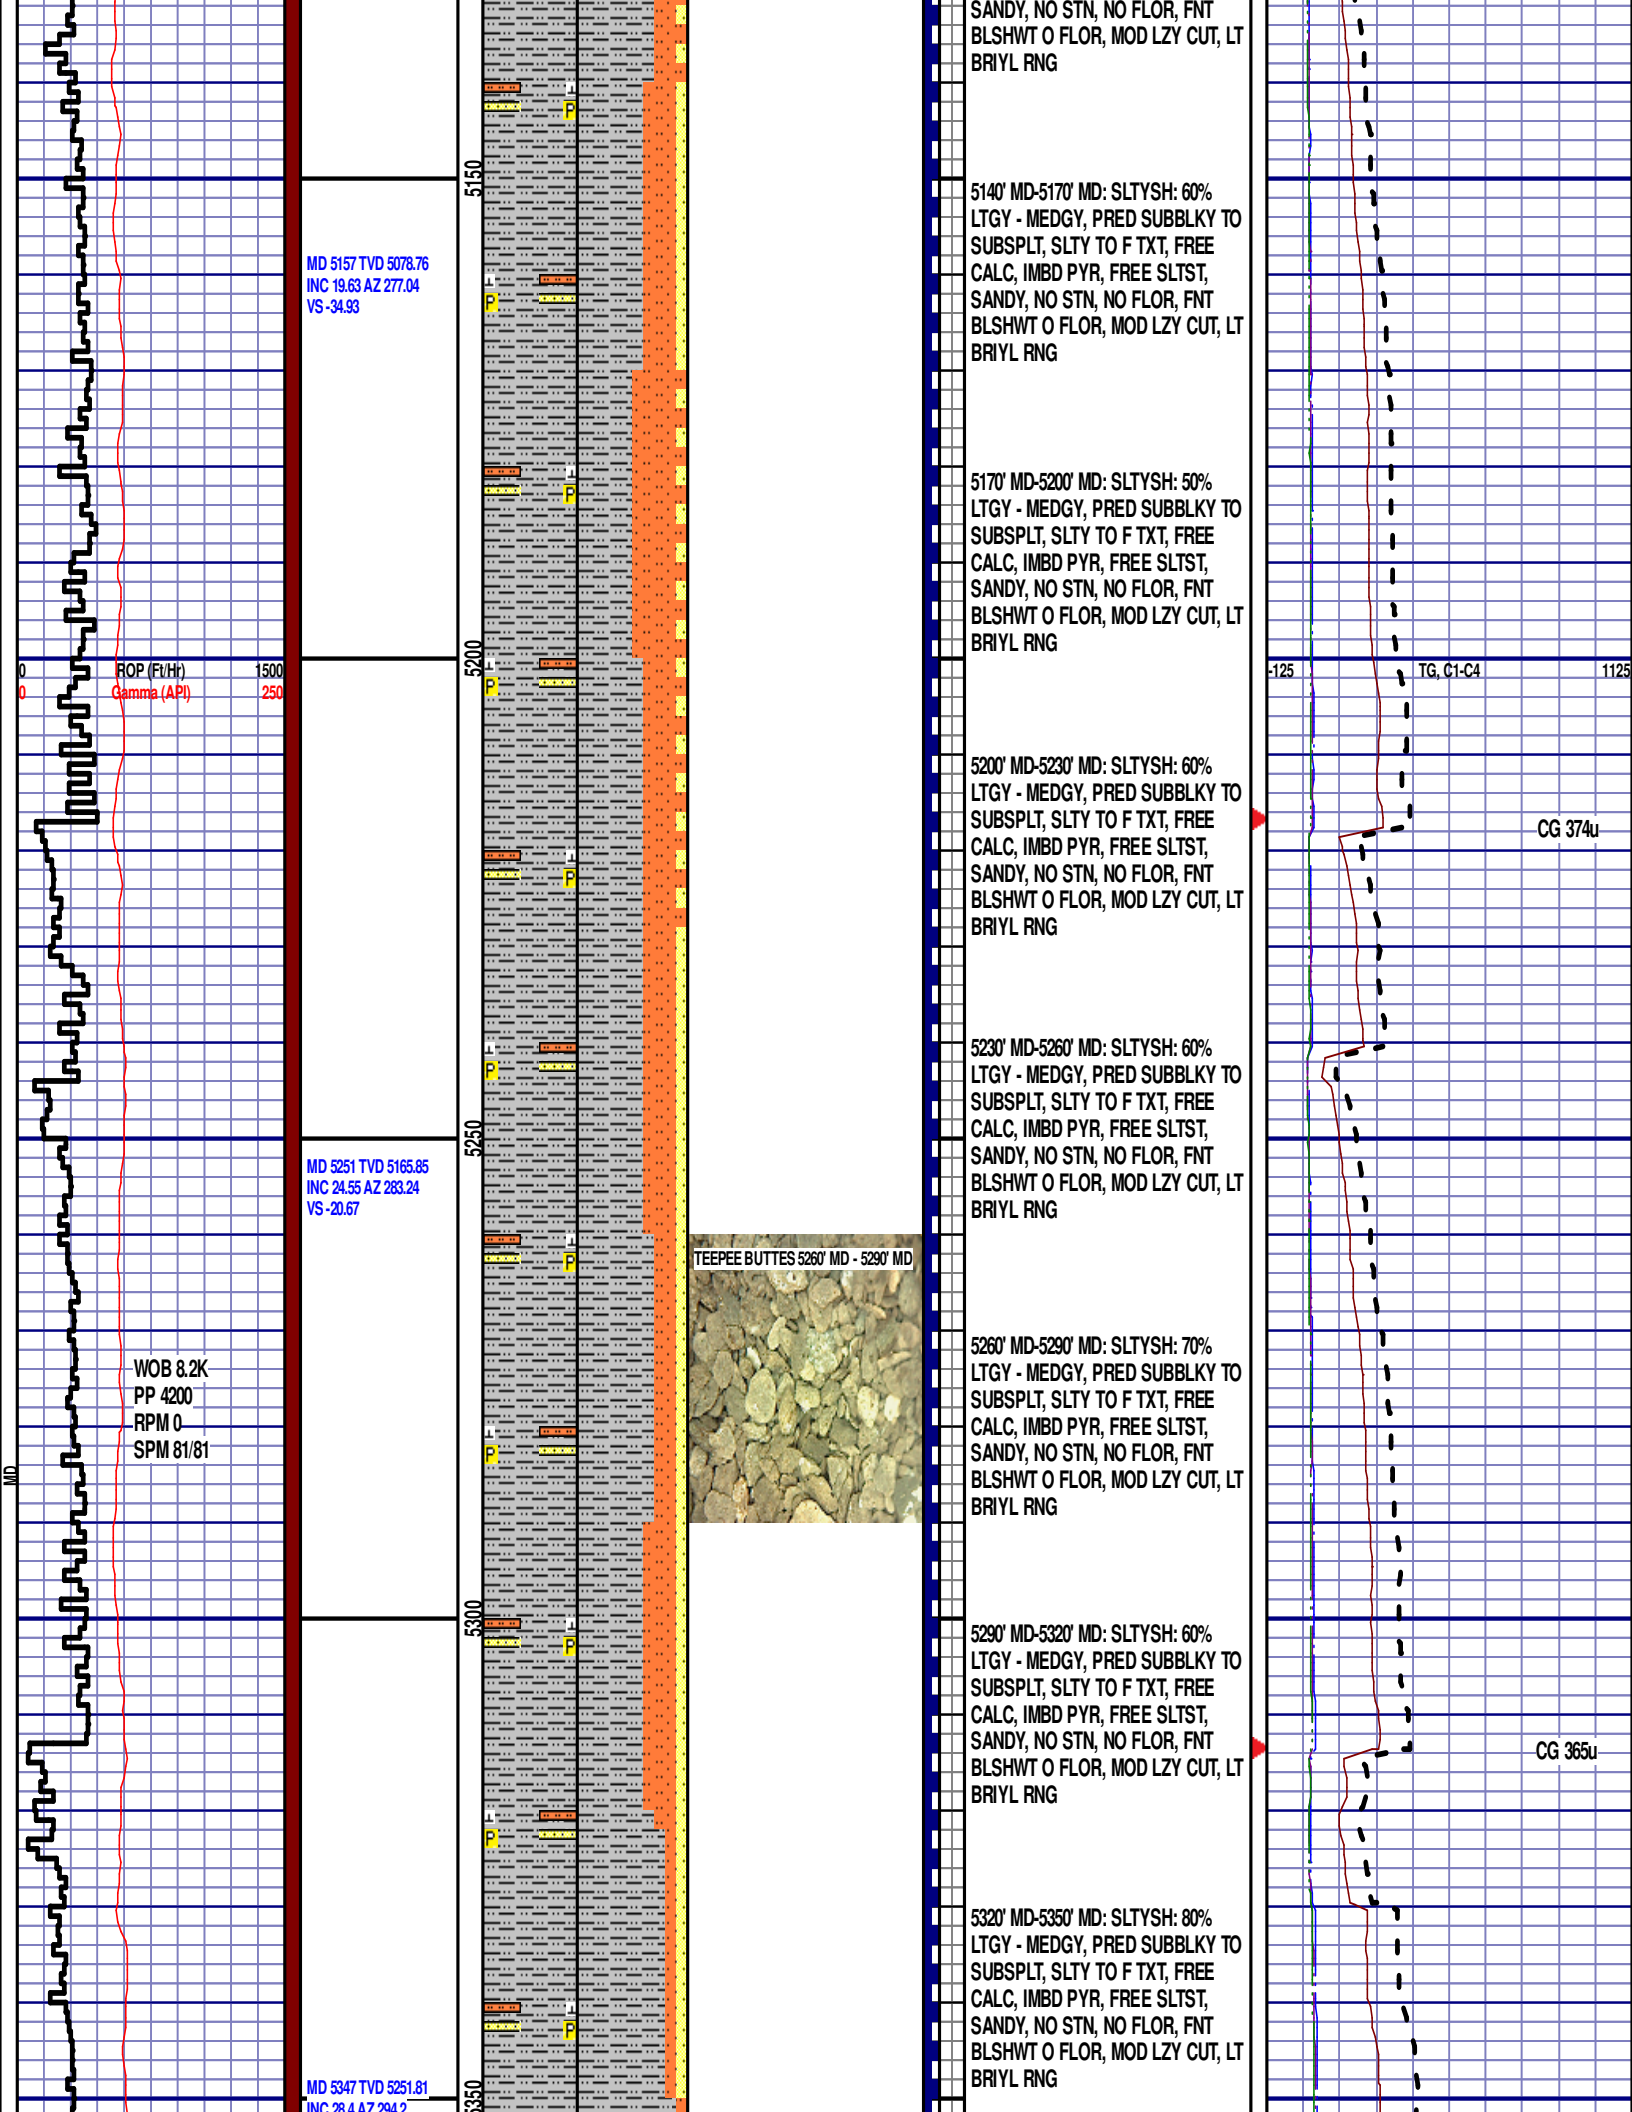 SANDY, NO STN, NO FLOR, FNT
BLSHWT O FLOR, MOD LZY CUT, LT
BRIYL RNG
5150
5140' MD-5170' MD: SLTYSH: 60%
LTGY - MEDGY, PRED SUBBLKY TO
SUBSPLT, SLTY TO F TXT, FREE
CALC, IMBD PYR, FREE SLTST,
SANDY, NO STN, NO FLOR, FNT
BLSHWT O FLOR, MOD LZY CUT, LT
BRIYL RNG
MD 5157 TVD 5078.76
INC 19.63 AZ 277.04
VS -34.93
5170' MD-5200' MD: SLTYSH: 50%
LTGY - MEDGY, PRED SUBBLKY TO
SUBSPLT, SLTY TO F TXT, FREE
CALC, IMBD PYR, FREE SLTST,
SANDY, NO STN, NO FLOR, FNT
BLSHWT O FLOR, MOD LZY CUT, LT
BRIYL RNG
5200
0 ROP (Ft/Hr) 1500
0 Gamma (API) 250
-125 TG, C1-C4 1125
5200' MD-5230' MD: SLTYSH: 60%
LTGY - MEDGY, PRED SUBBLKY TO
SUBSPLT, SLTY TO F TXT, FREE
CALC, IMBD PYR, FREE SLTST,
SANDY, NO STN, NO FLOR, FNT
BLSHWT O FLOR, MOD LZY CUT, LT
BRIYL RNG
CG 374u
5230' MD-5260' MD: SLTYSH: 60%
LTGY - MEDGY, PRED SUBBLKY TO
SUBSPLT, SLTY TO F TXT, FREE
CALC, IMBD PYR, FREE SLTST,
SANDY, NO STN, NO FLOR, FNT
BLSHWT O FLOR, MOD LZY CUT, LT
BRIYL RNG
5250
MD 5251 TVD 5165.85
INC 24.55 AZ 283.24
VS -20.67
TEEPEE BUTTES 5260' MD - 5290' MD
5260' MD-5290' MD: SLTYSH: 70%
LTGY - MEDGY, PRED SUBBLKY TO
SUBSPLT, SLTY TO F TXT, FREE
CALC, IMBD PYR, FREE SLTST,
SANDY, NO STN, NO FLOR, FNT
BLSHWT O FLOR, MOD LZY CUT, LT
BRIYL RNG
WOB 8.2K
PP 4200
RPM 0
SPM 81/81
MD
5300
5290' MD-5320' MD: SLTYSH: 60%
LTGY - MEDGY, PRED SUBBLKY TO
SUBSPLT, SLTY TO F TXT, FREE
CALC, IMBD PYR, FREE SLTST,
SANDY, NO STN, NO FLOR, FNT
BLSHWT O FLOR, MOD LZY CUT, LT
BRIYL RNG
CG 365u
5320' MD-5350' MD: SLTYSH: 80%
LTGY - MEDGY, PRED SUBBLKY TO
SUBSPLT, SLTY TO F TXT, FREE
CALC, IMBD PYR, FREE SLTST,
SANDY, NO STN, NO FLOR, FNT
BLSHWT O FLOR, MOD LZY CUT, LT
BRIYL RNG
5350
MD 5347 TVD 5251.81
INC 28.4 AZ 294.2
P
P
P
P
P
P
P
P
P
P
P